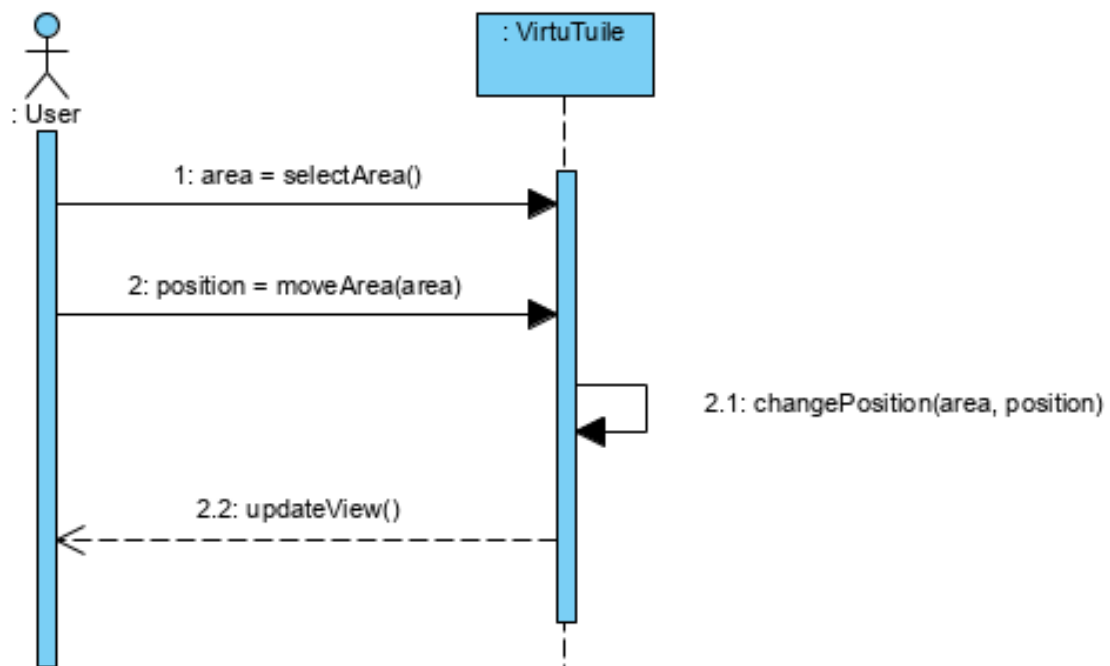 : VirtuTuile
: User
1: area = selectArea()
2: position = moveArea(area)
2.1: changePosition(area, position)
2.2: updateView()